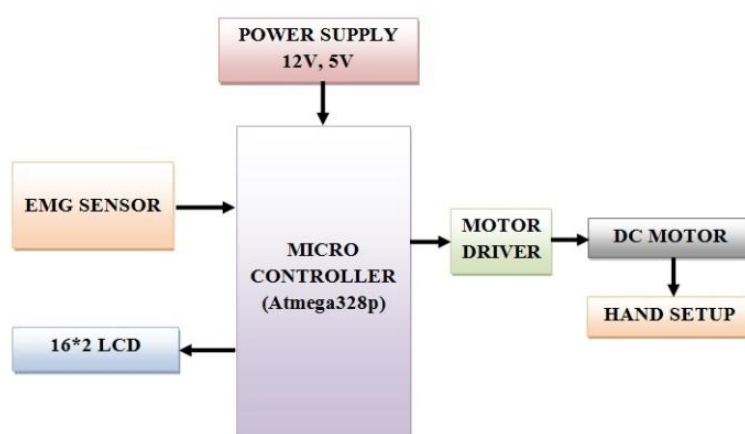 POWER SUPPLY
12V, 5V
EMG SENSOR
MICRO
CONTROLLER
(Atmega328p)
MOTOR
DRIVER
DC MOTOR
HAND SETUP
16*2 LCD